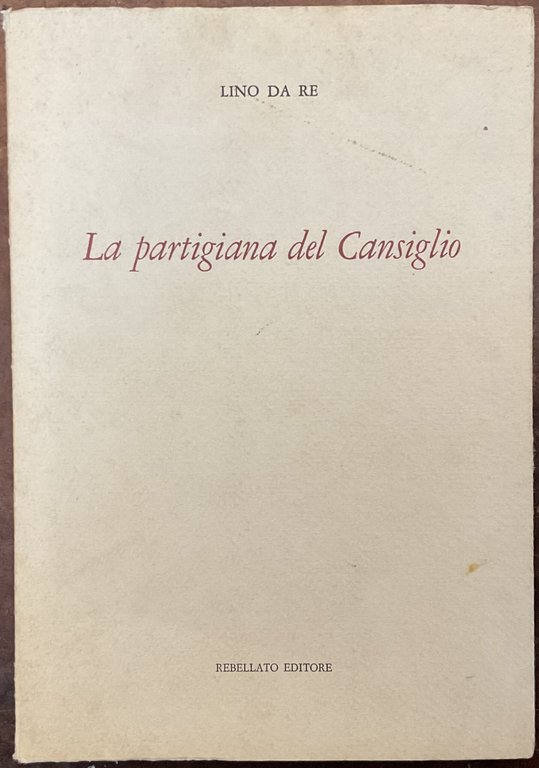 LINO DA RE
La partigiana del Cansiglio
REBELLATO EDITORE